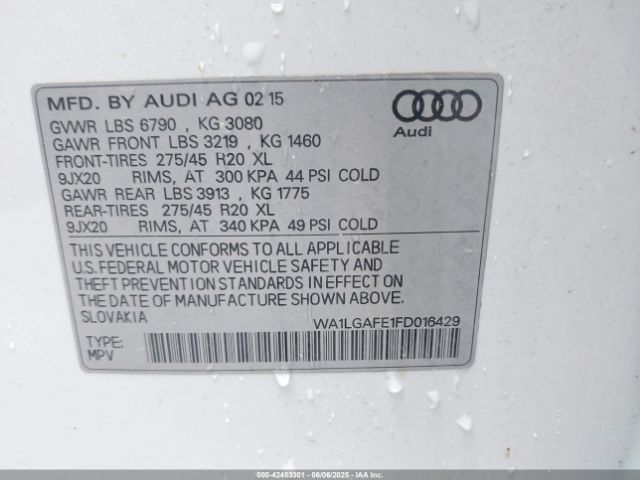 MFD. BY AUDI AG 02 15
GVWR LBS 6790 , KG 3080
GAWR FRONT LBS 3219 , KG 1460
FRONT-TIRES 275/45 R20 XL
9JX20 RIMS, AT 300 KPA 44 PSI COLD
GAWR REAR LBS 3913 , KG 1775
REAR-TIRES 275/45 R20 XL
9JX20 RIMS, AT 340 KPA 49 PSI COLD
Audi
THIS VEHICLE CONFORMS TO ALL APPLICABLE
U.S. FEDERAL MOTOR VEHICLE SAFETY AND
THEFT PREVENTION STANDARDS IN EFFECT ON
THE DATE OF MANUFACTURE SHOWN ABOVE.
SLOVAKIA
WA1LGAFE1FD016429
TYPE:
MPV
000-42453301 - 06/06/2025 - IAAI.COM